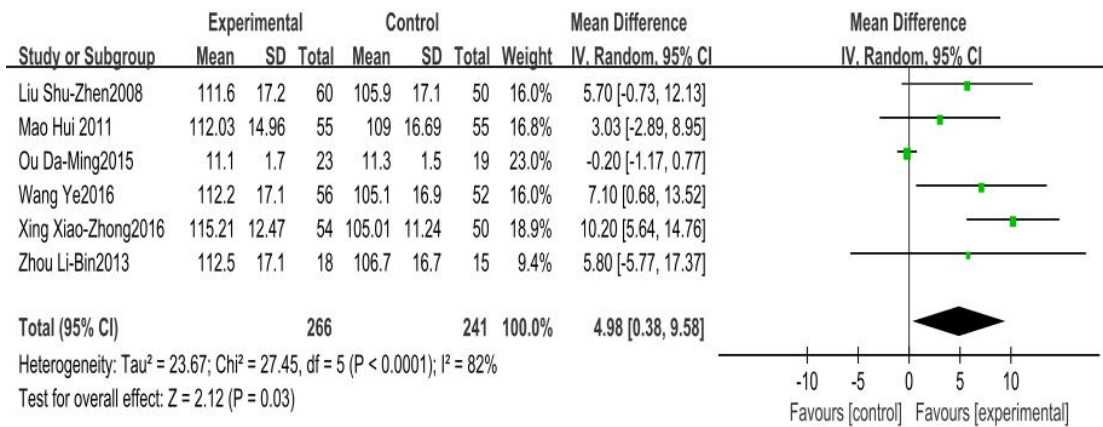 Experimental Control Mean Difference Mean Difference
Study or Subgroup Mean SD Total Mean SD Total Weight IV, Random, 95% CI IV, Random, 95% CI
Liu Shu-Zhen2008 111.6 17.2 60 105.9 17.1 50 16.0% 5.70 [-0.73, 12.13]
Mao Hui 2011 112.03 14.96 55 109 16.69 55 16.8% 3.03 [-2.89, 8.95]
Ou Da-Ming2015 11.1 1.7 23 11.3 1.5 19 23.0% -0.20 [-1.17, 0.77]
Wang Ye2016 112.2 17.1 56 105.1 16.9 52 16.0% 7.10 [0.68, 13.52]
Xing Xiao-Zhong2016 115.21 12.47 54 105.01 11.24 50 18.9% 10.20 [5.64, 14.76]
Zhou Li-Bin2013 112.5 17.1 18 106.7 16.7 15 9.4% 5.80 [-5.77, 17.37]
Total (95% CI) 266 241 100.0% 4.98 [0.38, 9.58]
Heterogeneity: Tau² = 23.67; Chi² = 27.45, df = 5 (P < 0.0001); I² = 82%
Test for overall effect: Z = 2.12 (P = 0.03)
-10 -5 0 5 10
Favours [control] Favours [experimental]